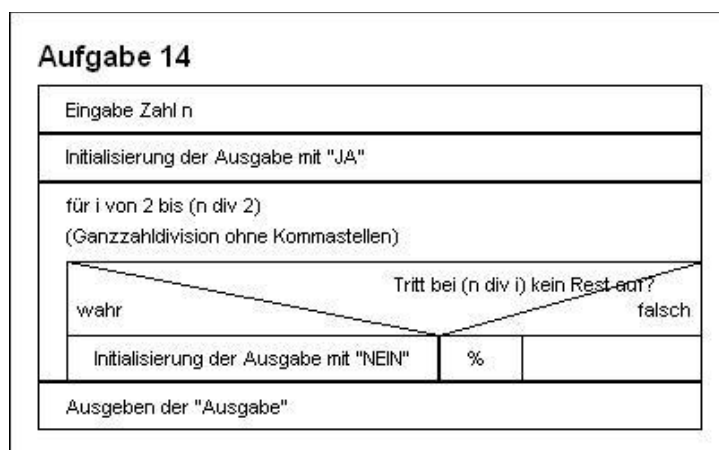 Aufgabe 14
Eingabe Zahl n
Initialisierung der Ausgabe mit "JA"
für i von 2 bis (n div 2)
(Ganzzahldivision ohne Kommastellen)
Tritt bei (n div i) kein Rest auf?
wahr
falsch
Initialisierung der Ausgabe mit "NEIN"
%
Ausgeben der "Ausgabe"